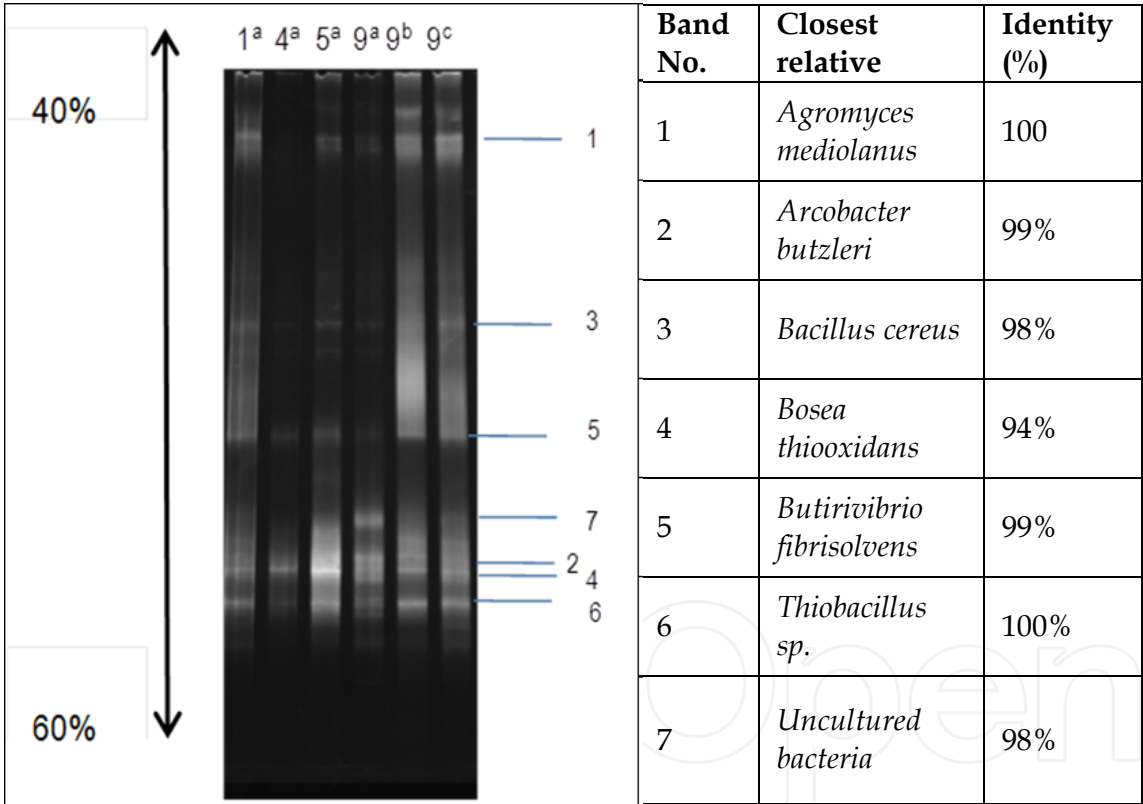 1ᵃ 4ᵃ 5ᵃ 9ᵃ 9ᵇ 9ᶜ
40%
60%
1
3
5
7
2
4
6
Band No. Closest relative Identity (%)
1 Agromyces mediolanus 100
2 Arcobacter butzleri 99%
3 Bacillus cereus 98%
4 Bosea thiooxidans 94%
5 Butirivibrio fibrisolvens 99%
6 Thiobacillus sp. 100%
7 Uncultured bacteria 98%
Open